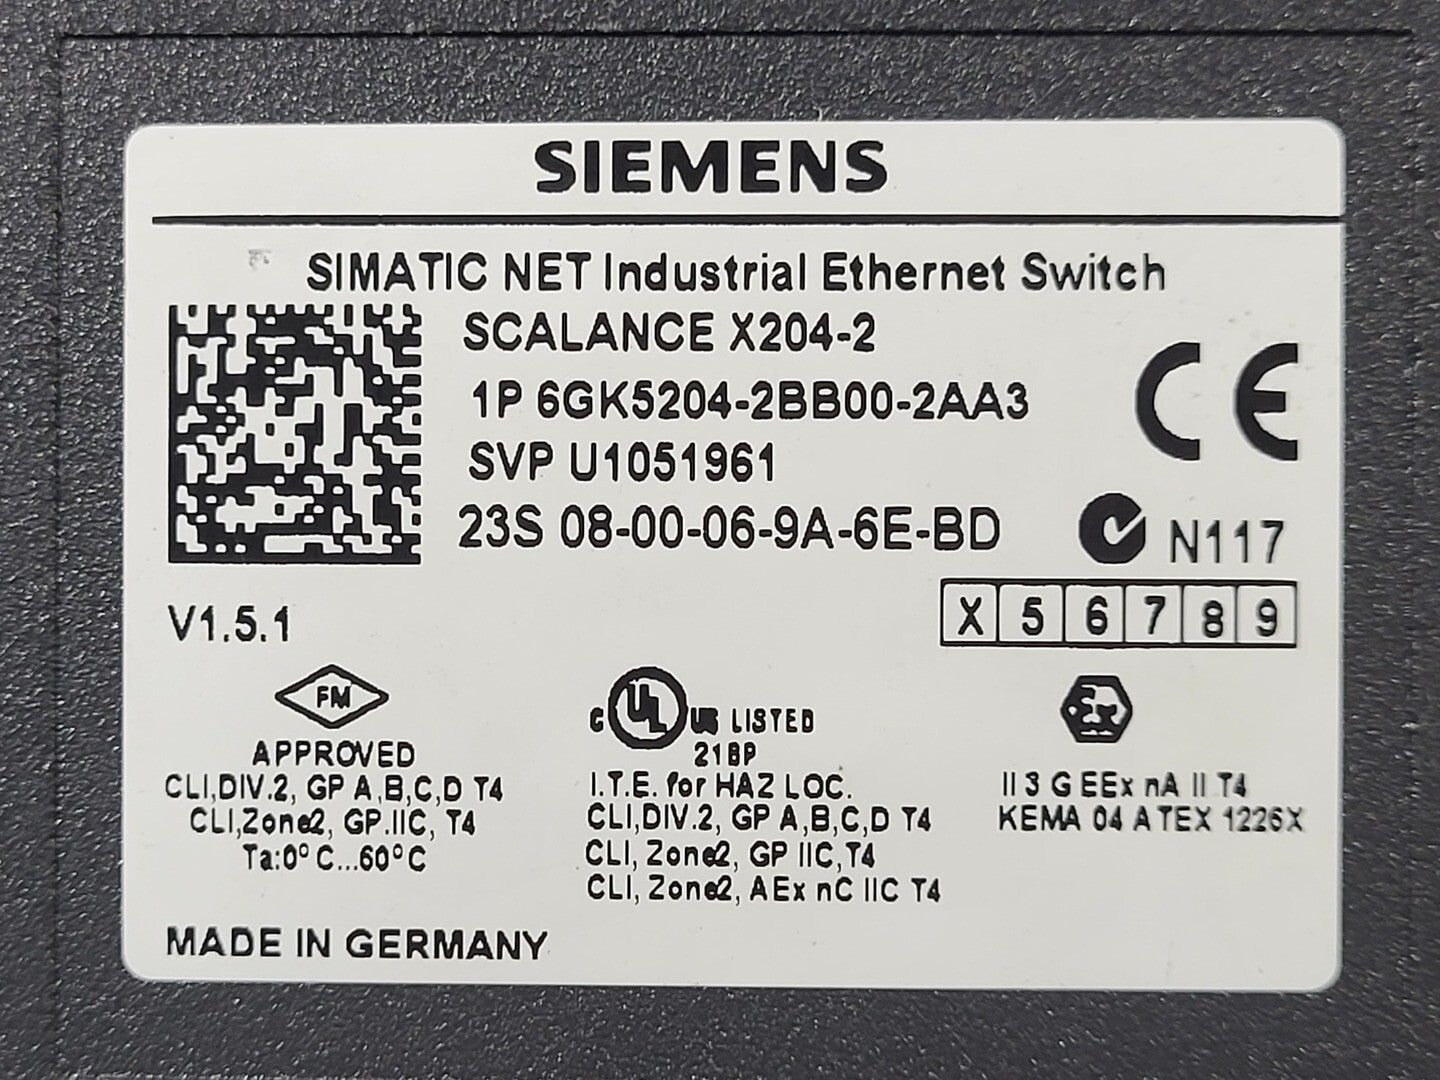 SIEMENS
SIMATIC NET Industrial Ethernet Switch
SCALANCE X204-2
1P 6GK5204-2BB00-2AA3
SVP U1051961
23S 08-00-06-9A-6E-BD
CE
N117
V1.5.1
X 5 6 7 8 9
FM
APPROVED
CLI,DIV.2, GP A,B,C,D T4
CLI,Zone2, GP.IIC, T4
Ta:0°C...60°C
C UL US LISTED
21BP
I.T.E. for HAZ LOC.
CLI,DIV.2, GP A,B,C,D T4
CLI, Zone2, GP IIC,T4
CLI, Zone2, AEx nC IIC T4
Ex
II 3 G EEx nA II T4
KEMA 04 ATEX 1226X
MADE IN GERMANY